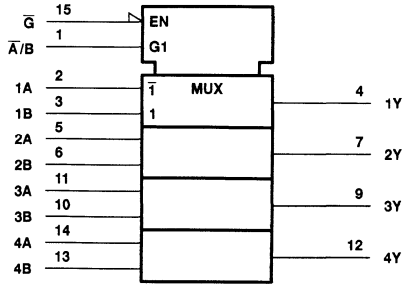 G̅ 15 EN
A̅/B 1 G1
1A 2 1̅ MUX 4 1Y
1B 3 1
2A 5 7 2Y
2B 6
3A 11 9 3Y
3B 10
4A 14 12 4Y
4B 13